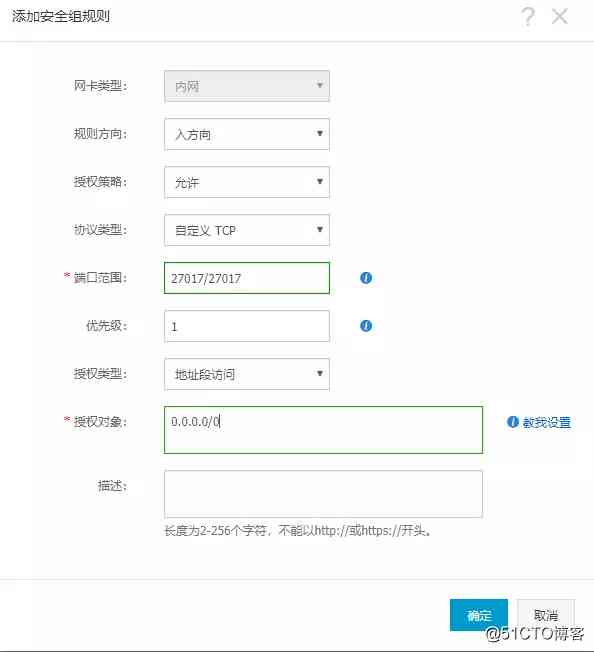 添加安全组规则
网卡类型: 内网
规则方向: 入方向
授权策略: 允许
协议类型: 自定义 TCP
* 端口范围: 27017/27017
优先级: 1
授权类型: 地址段访问
* 授权对象: 0.0.0.0/0 教我设置
描述:
长度为2-256个字符，不能以http://或https://开头。
确定 取消
@51CTO博客